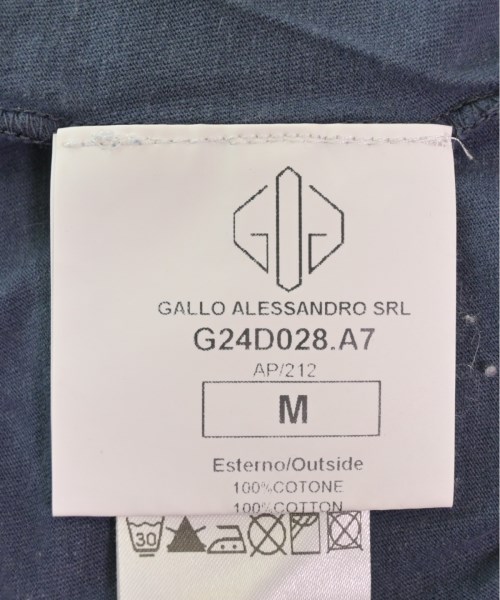 GALLO ALESSANDRO SRL
G24D028.A7
AP/212
M
Esterno/Outside
100%COTONE
100%COTTON
30